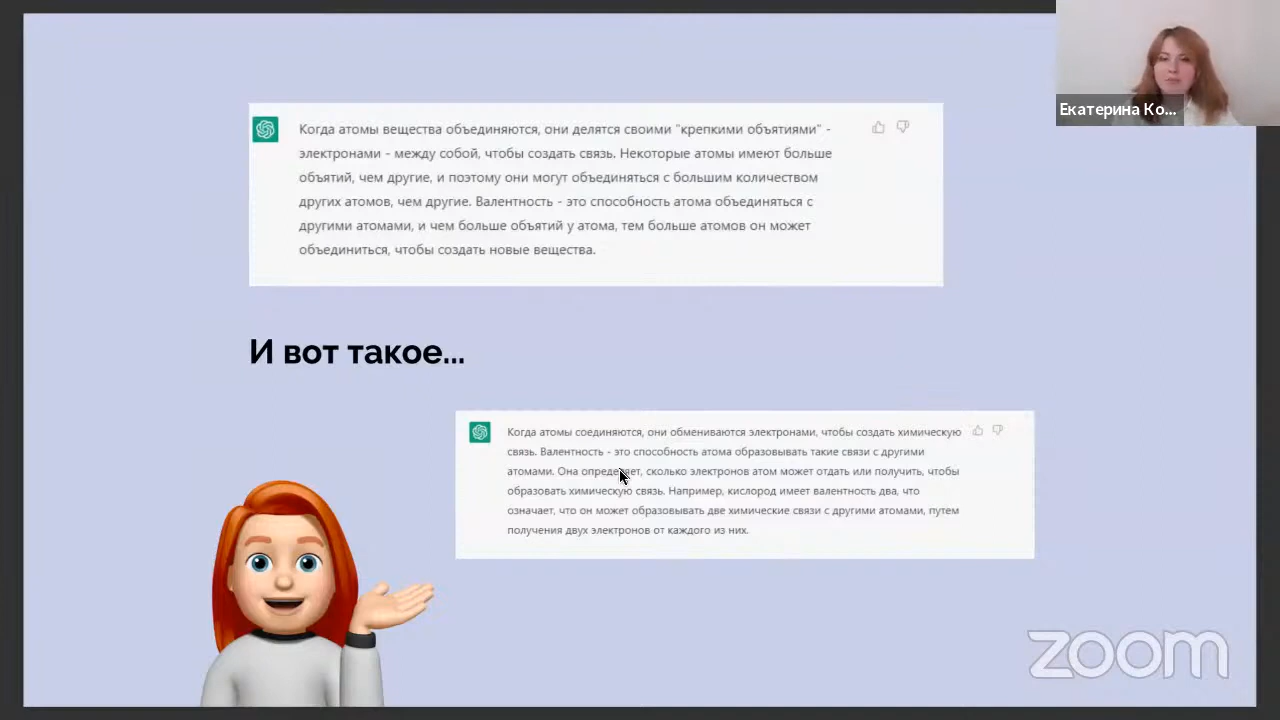 Екатерина Ко...
Когда атомы вещества объединяются, они делятся своими "крепкими объятиями" -
электронами - между собой, чтобы создать связь. Некоторые атомы имеют больше
объятий, чем другие, и поэтому они могут объединяться с большим количеством
других атомов, чем другие. Валентность - это способность атома объединяться с
другими атомами, и чем больше объятий у атома, тем больше атомов он может
объединиться, чтобы создать новые вещества.
И вот такое...
Когда атомы соединяются, они обмениваются электронами, чтобы создать химическую
связь. Валентность - это способность атома образовывать такие связи с другими
атомами. Она определяет, сколько электронов атом может отдать или получить, чтобы
образовать химическую связь. Например, кислород имеет валентность два, что
означает, что он может образовывать две химические связи с другими атомами, путем
получения двух электронов от каждого из них.
zoom